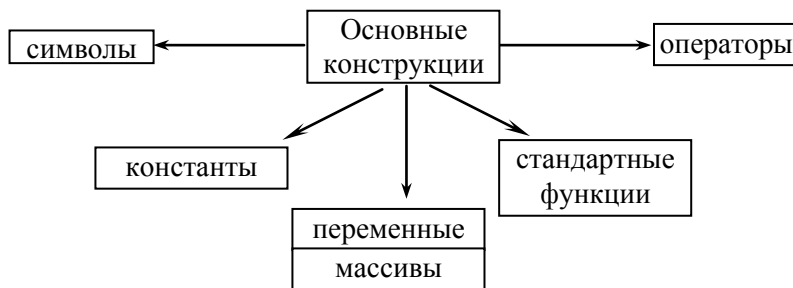 символы
Основные
конструкции
операторы
константы
стандартные
функции
переменные
массивы